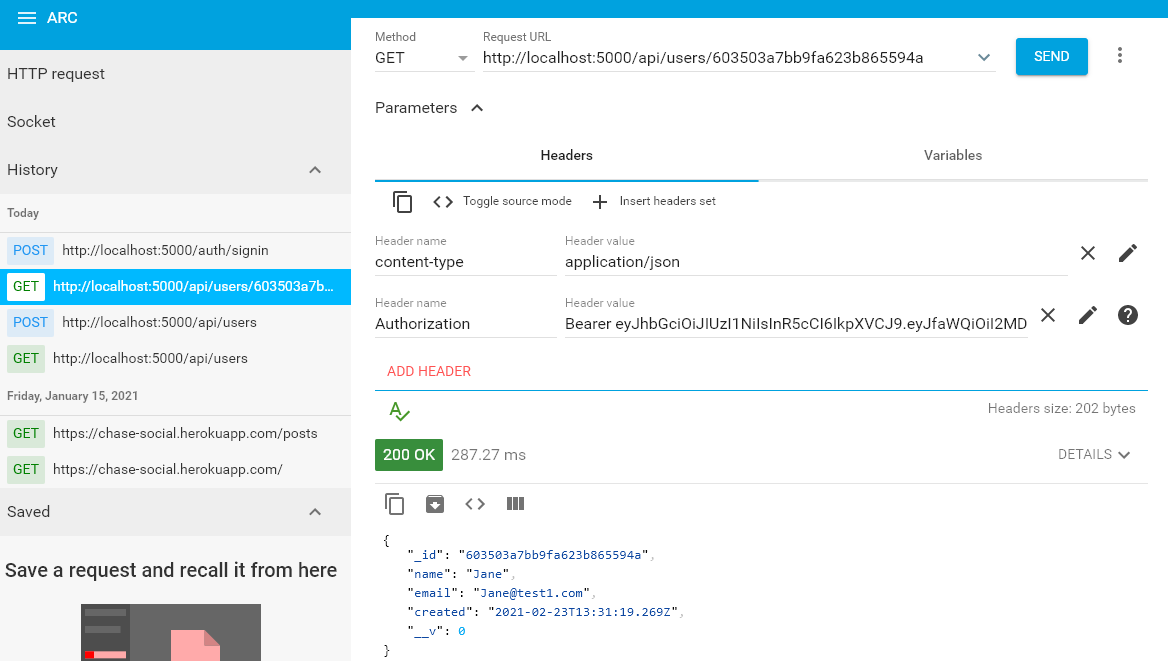 ARC
HTTP request
Socket
History
Today
POST http://localhost:5000/auth/signin
GET http://localhost:5000/api/users/603503a7b...
POST http://localhost:5000/api/users
GET http://localhost:5000/api/users
Friday, January 15, 2021
GET https://chase-social.herokuapp.com/posts
GET https://chase-social.herokuapp.com/
Saved
Save a request and recall it from here
Method
GET
Request URL
http://localhost:5000/api/users/603503a7bb9fa623b865594a
SEND
Parameters
Headers Variables
Toggle source mode Insert headers set
Header name Header value
content-type application/json
Header name Header value
Authorization Bearer eyJhbGciOiJIUzI1NiIsInR5cCI6IkpXVCJ9.eyJfaWQiOiI2MD
ADD HEADER
Headers size: 202 bytes
200 OK 287.27 ms DETAILS
{
"_id": "603503a7bb9fa623b865594a",
"name": "Jane",
"email": "Jane@test1.com",
"created": "2021-02-23T13:31:19.269Z",
"__v": 0
}